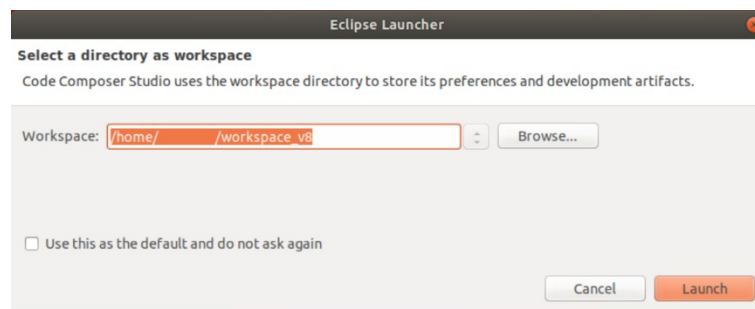 Eclipse Launcher
Select a directory as workspace
Code Composer Studio uses the workspace directory to store its preferences and development artifacts.
Workspace: /home/ /workspace_v8 Browse...
Use this as the default and do not ask again
Cancel Launch